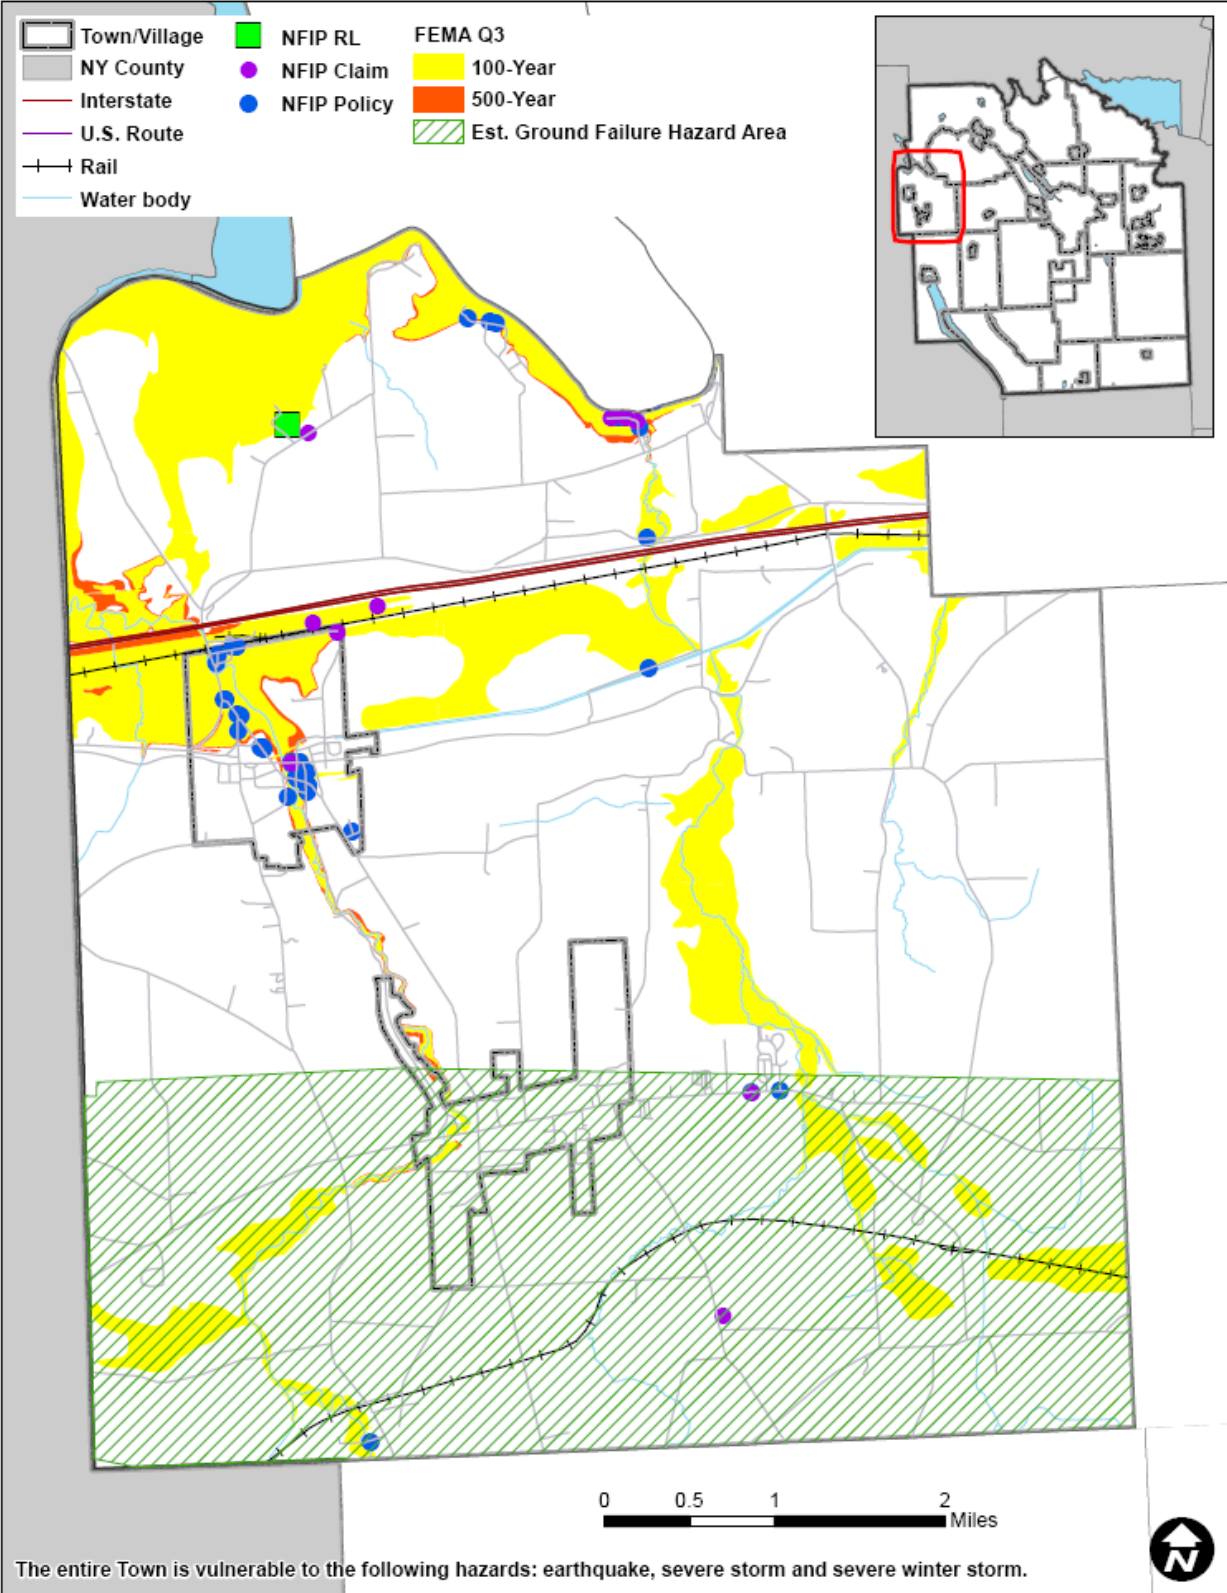 Town/Village
NY County
Interstate
U.S. Route
Rail
Water body
NFIP RL
NFIP Claim
NFIP Policy
FEMA Q3
100-Year
500-Year
Est. Ground Failure Hazard Area
0 0.5 1 2
Miles
N
The entire Town is vulnerable to the following hazards: earthquake, severe storm and severe winter storm.